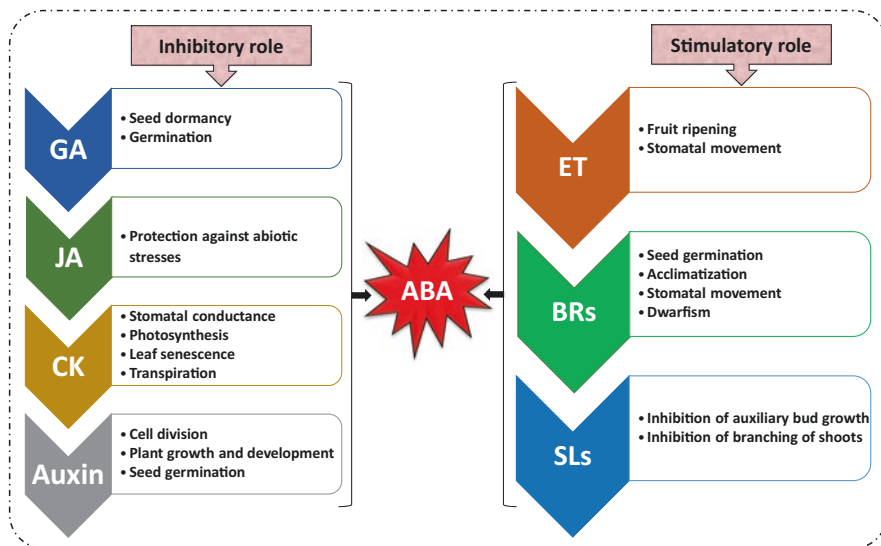 Inhibitory role
GA
• Seed dormancy
• Germination
JA
• Protection against abiotic
stresses
CK
• Stomatal conductance
• Photosynthesis
• Leaf senescence
• Transpiration
Auxin
• Cell division
• Plant growth and development
• Seed germination
ABA
Stimulatory role
ET
• Fruit ripening
• Stomatal movement
BRs
• Seed germination
• Acclimatization
• Stomatal movement
• Dwarfism
SLs
• Inhibition of auxiliary bud growth
• Inhibition of branching of shoots